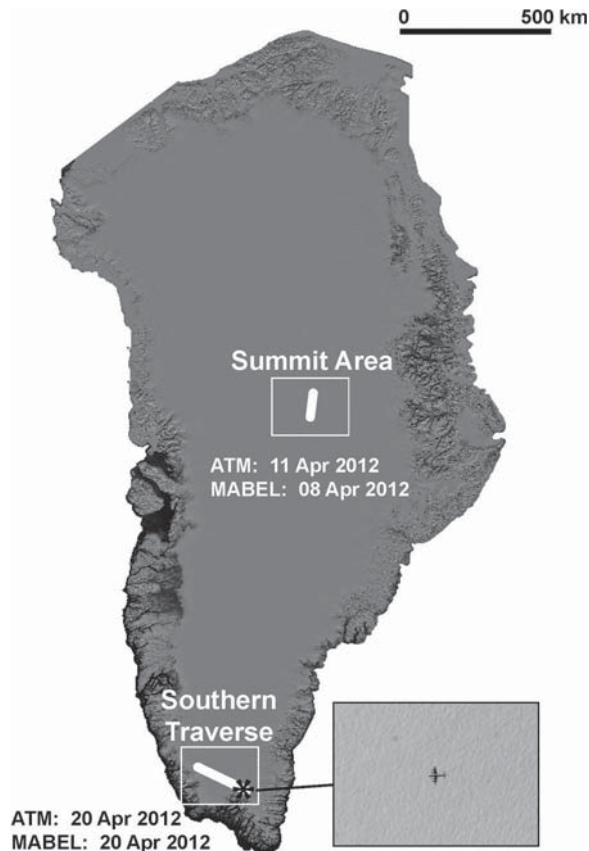 0 500 km
Summit Area
ATM: 11 Apr 2012
MABEL: 08 Apr 2012
Southern
Traverse
ATM: 20 Apr 2012
MABEL: 20 Apr 2012